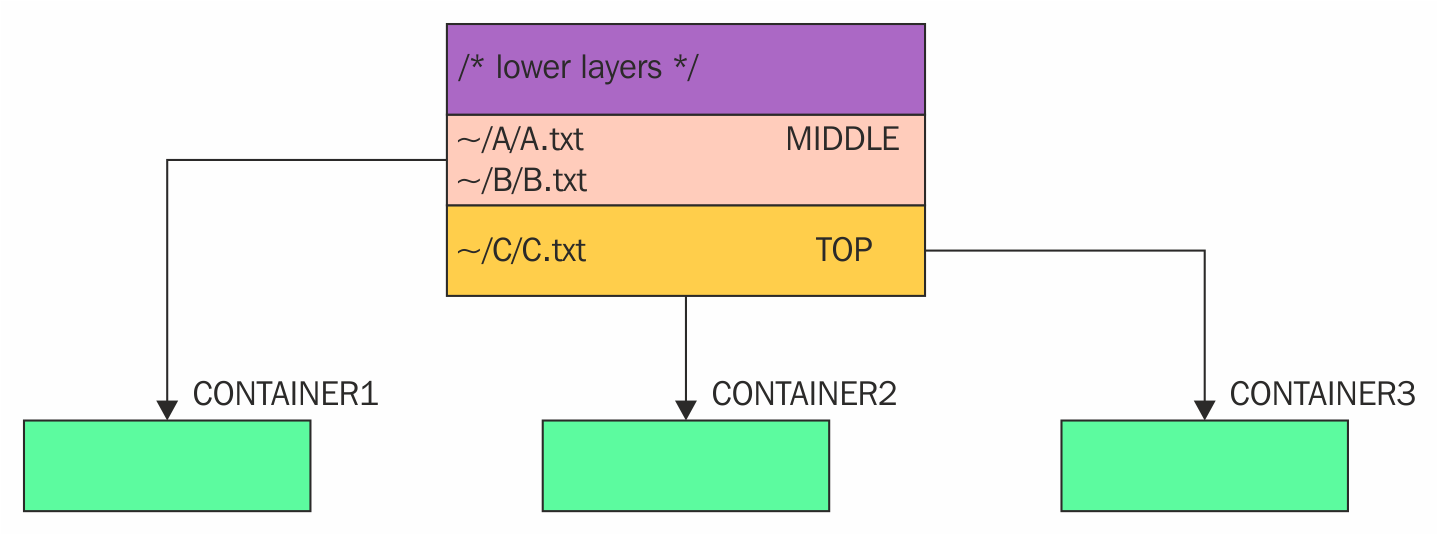 /* lower layers */
~/A/A.txt MIDDLE
~/B/B.txt
~/C/C.txt TOP
CONTAINER1 CONTAINER2 CONTAINER3